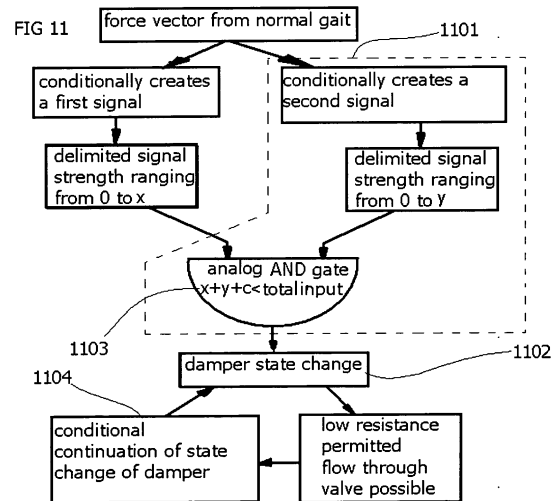 FIG 11
force vector from normal gait
1101
conditionally creates
a first signal
conditionally creates a
second signal
delimited signal
strength ranging
from 0 to x
delimited signal
strength ranging
from 0 to y
analog AND gate
x+y+c<total input
1103
1102
damper state change
1104
conditional
continuation of state
change of damper
low resistance
permitted
flow through
valve possible